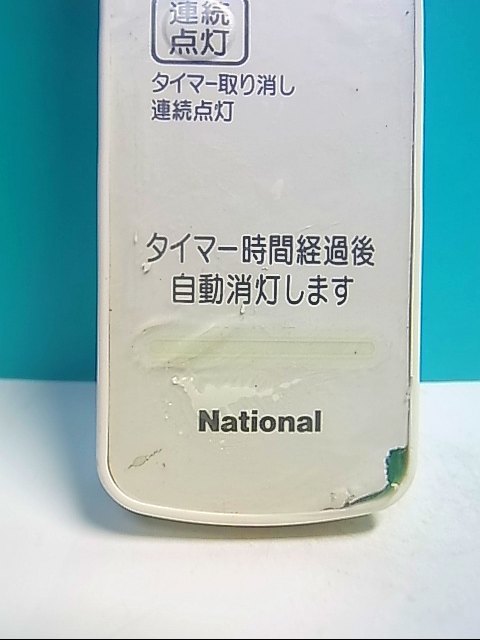 連続
点灯
タイマー取り消し
連続点灯
タイマー時間経過後
自動消灯します
National